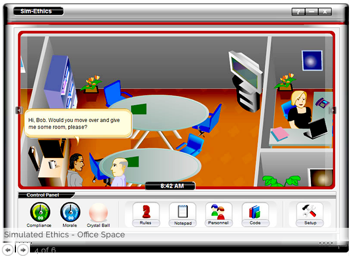 Sim-Ethics
Hi, Bob. Would you move over and
give me some room, please?
8:42 AM
Control Panel
Compliance
Morale
Crystal Ball
Rules
Notepad
Personnel
Code
Setup
Simulated Ethics - Office Space
4 of 6